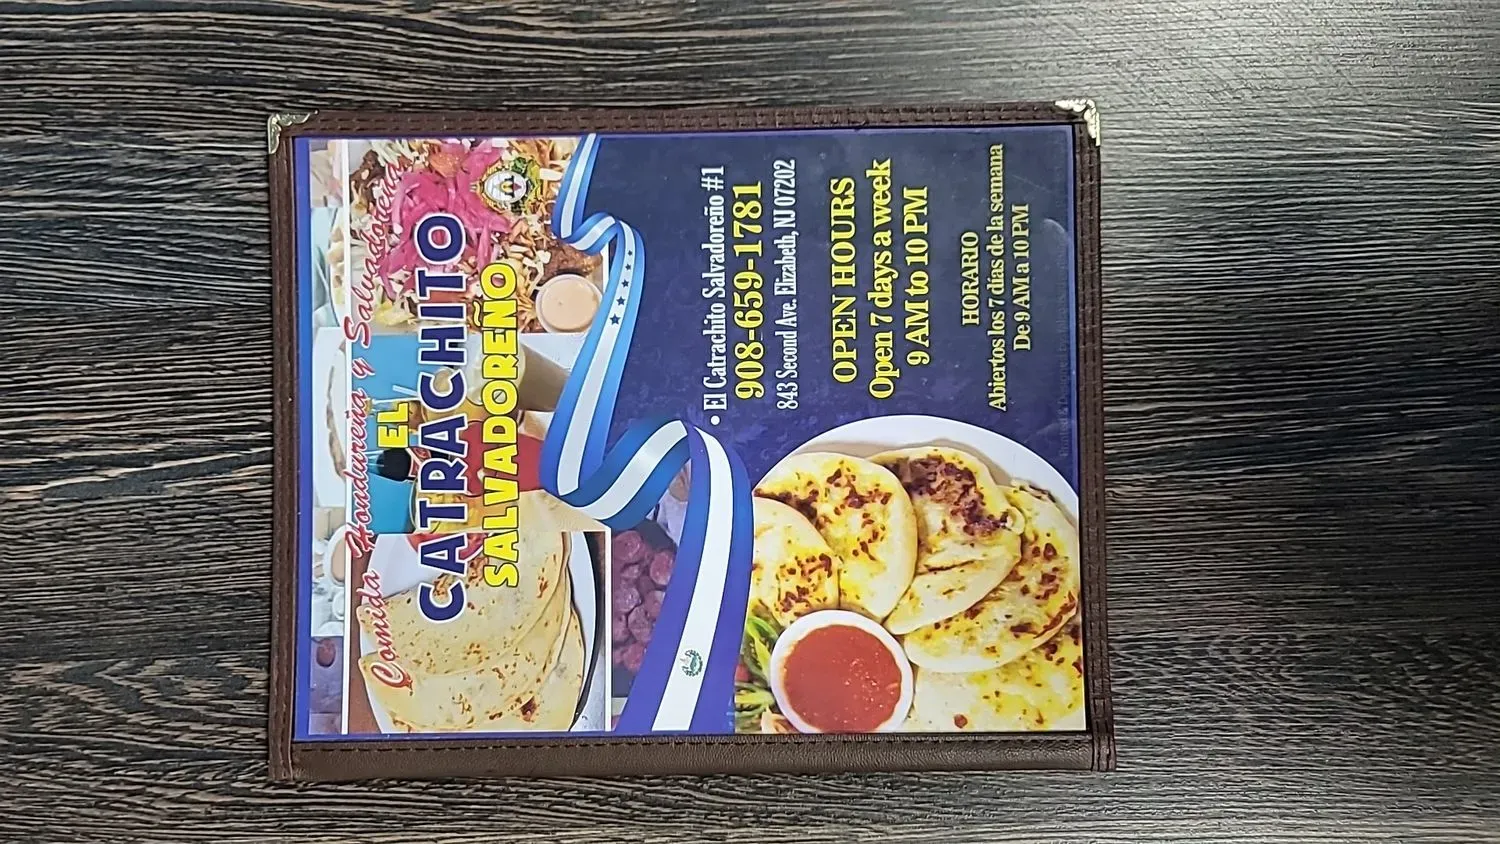 Comida Hondureña y Salvadoreña
EL
CATRACHITO
SALVADOREÑO
• El Catrachito Salvadoreño #1
908-659-1781
843 Second Ave. Elizabeth, NJ 07202
OPEN HOURS
Open 7 days a week
9 AM to 10 PM
HORARIO
Abiertos los 7 días de la semana
De 9 AM a 10 PM